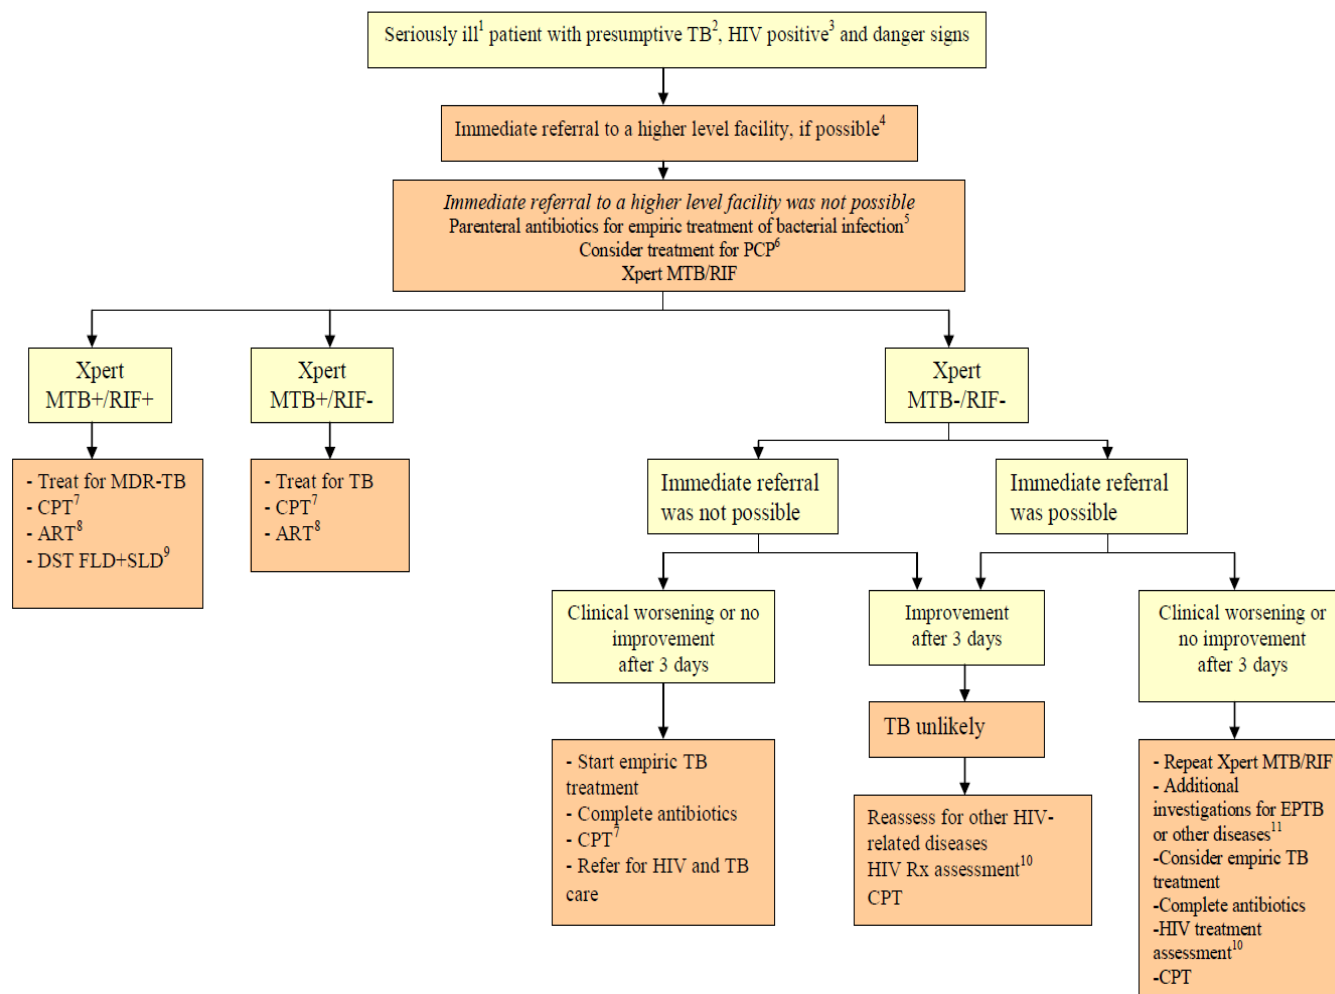 Seriously ill¹ patient with presumptive TB², HIV positive³ and danger signs
Immediate referral to a higher level facility, if possible⁴
Immediate referral to a higher level facility was not possible
Parenteral antibiotics for empiric treatment of bacterial infection⁵
Consider treatment for PCP⁶
Xpert MTB/RIF
Xpert
MTB+/RIF+
Xpert
MTB+/RIF-
Xpert
MTB-/RIF-
- Treat for MDR-TB
- CPT⁷
- ART⁸
- DST FLD+SLD⁹
- Treat for TB
- CPT⁷
- ART⁸
Immediate referral
was not possible
Immediate referral
was possible
Clinical worsening or no
improvement
after 3 days
Improvement
after 3 days
Clinical worsening or
no improvement
after 3 days
TB unlikely
- Start empiric TB
treatment
- Complete antibiotics
- CPT⁷
- Refer for HIV and TB
care
Reassess for other HIV-
related diseases
HIV Rx assessment¹⁰
CPT
- Repeat Xpert MTB/RIF
- Additional
investigations for EPTB
or other diseases¹¹
-Consider empiric TB
treatment
-Complete antibiotics
-HIV treatment
assessment¹⁰
-CPT